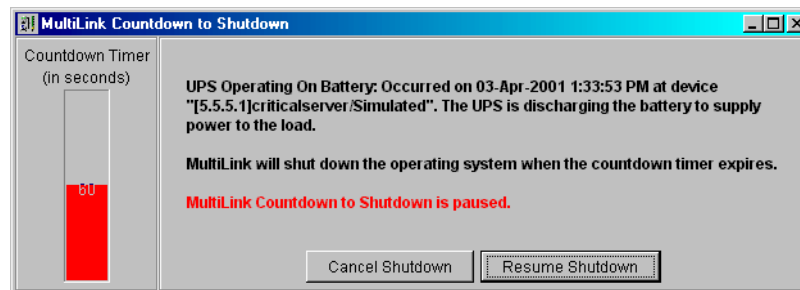 MultiLink Countdown to Shutdown
Countdown Timer
(in seconds)
60
UPS Operating On Battery: Occurred on 03-Apr-2001 1:33:53 PM at device
"[5.5.5.1]criticalserver/Simulated". The UPS is discharging the battery to supply
power to the load.
MultiLink will shut down the operating system when the countdown timer expires.
MultiLink Countdown to Shutdown is paused.
Cancel Shutdown
Resume Shutdown